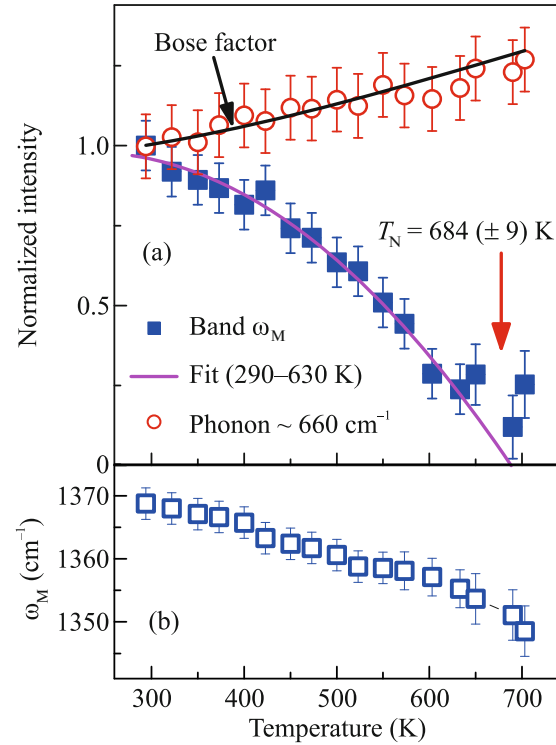 Bose factor
1.0
0.5
0
Normalized intensity
(a)
T_N = 684 (± 9) K
Band ω_M
Fit (290–630 K)
Phonon ~ 660 cm⁻¹
1370
1360
1350
ω_M (cm⁻¹)
(b)
300 400 500 600 700
Temperature (K)